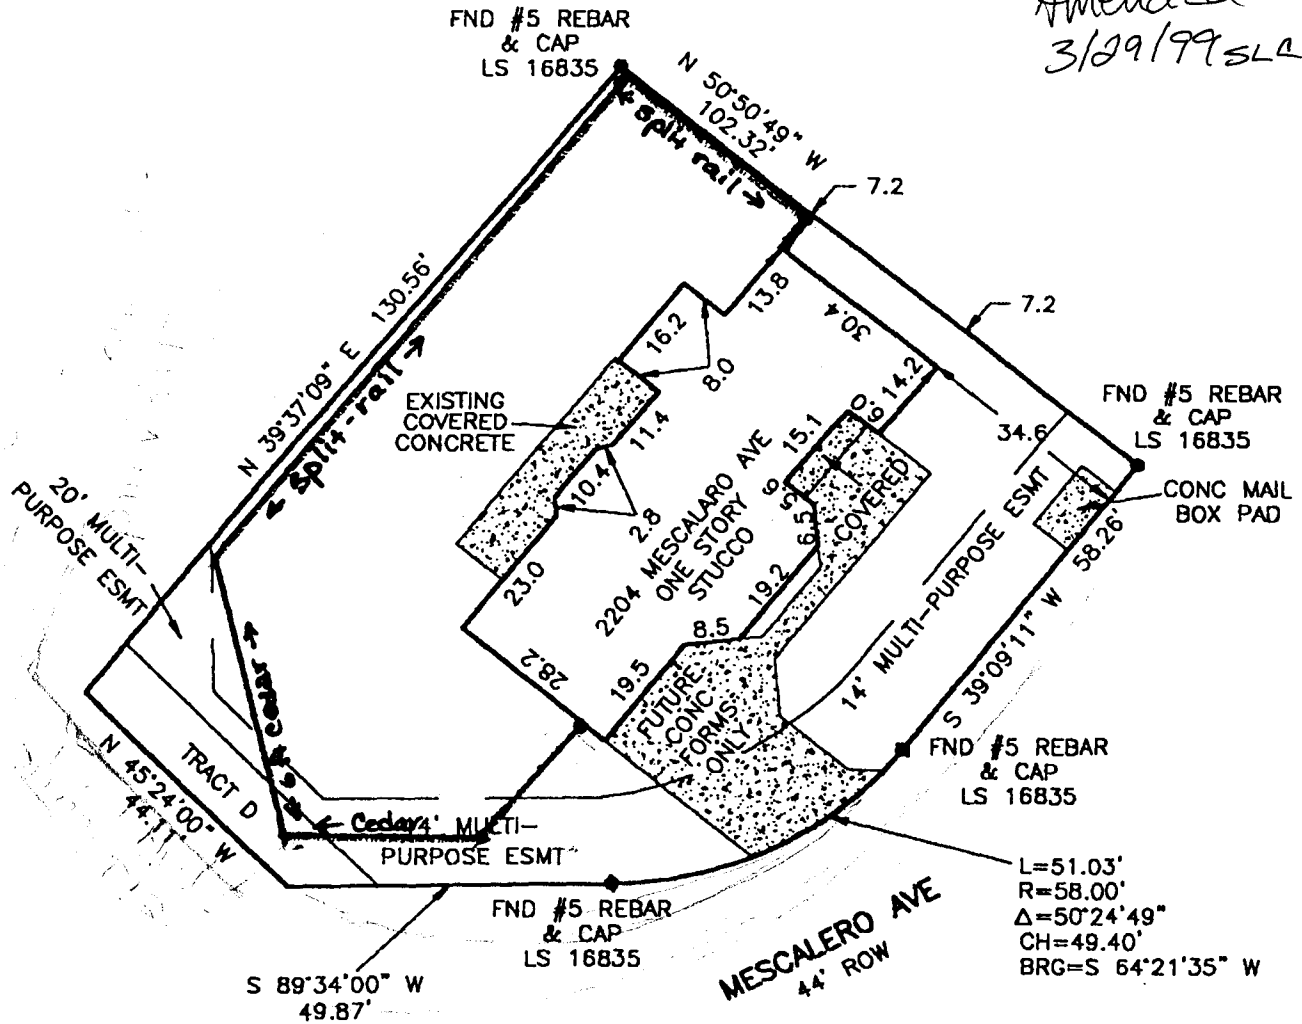 Amended
3/29/99 SLC
FND #5 REBAR
& CAP
LS 16835
N 50°50'49" W
102.32'
← split rail →
7.2
7.2
N 39°37'09" E 130.56'
← split-rail →
13.8
30.4
16.2
8.0
14.2
EXISTING
COVERED
CONCRETE
11.4
15.1
34.6
FND #5 REBAR
& CAP
LS 16835
CONC MAIL
BOX PAD
10.4
2.8
2204 MESCALARO AVE
ONE STORY
STUCCO
6.5
COVERED
20' MULTI-
PURPOSE ESMT
23.0
19.2
8.5
14' MULTI-PURPOSE ESMT
S 39°09'11" W 58.26'
28.2
19.5
FUTURE
CONC
FORMS
ONLY
← 6 ft Cedar →
TRACT D
N 45°24'00" W
44.11'
← Cedar
4' MULTI-
PURPOSE ESMT
FND #5 REBAR
& CAP
LS 16835
FND #5 REBAR
& CAP
LS 16835
L=51.03'
R=58.00'
Δ=50°24'49"
CH=49.40'
BRG=S 64°21'35" W
MESCALERO AVE
44' ROW
S 89°34'00" W
49.87'